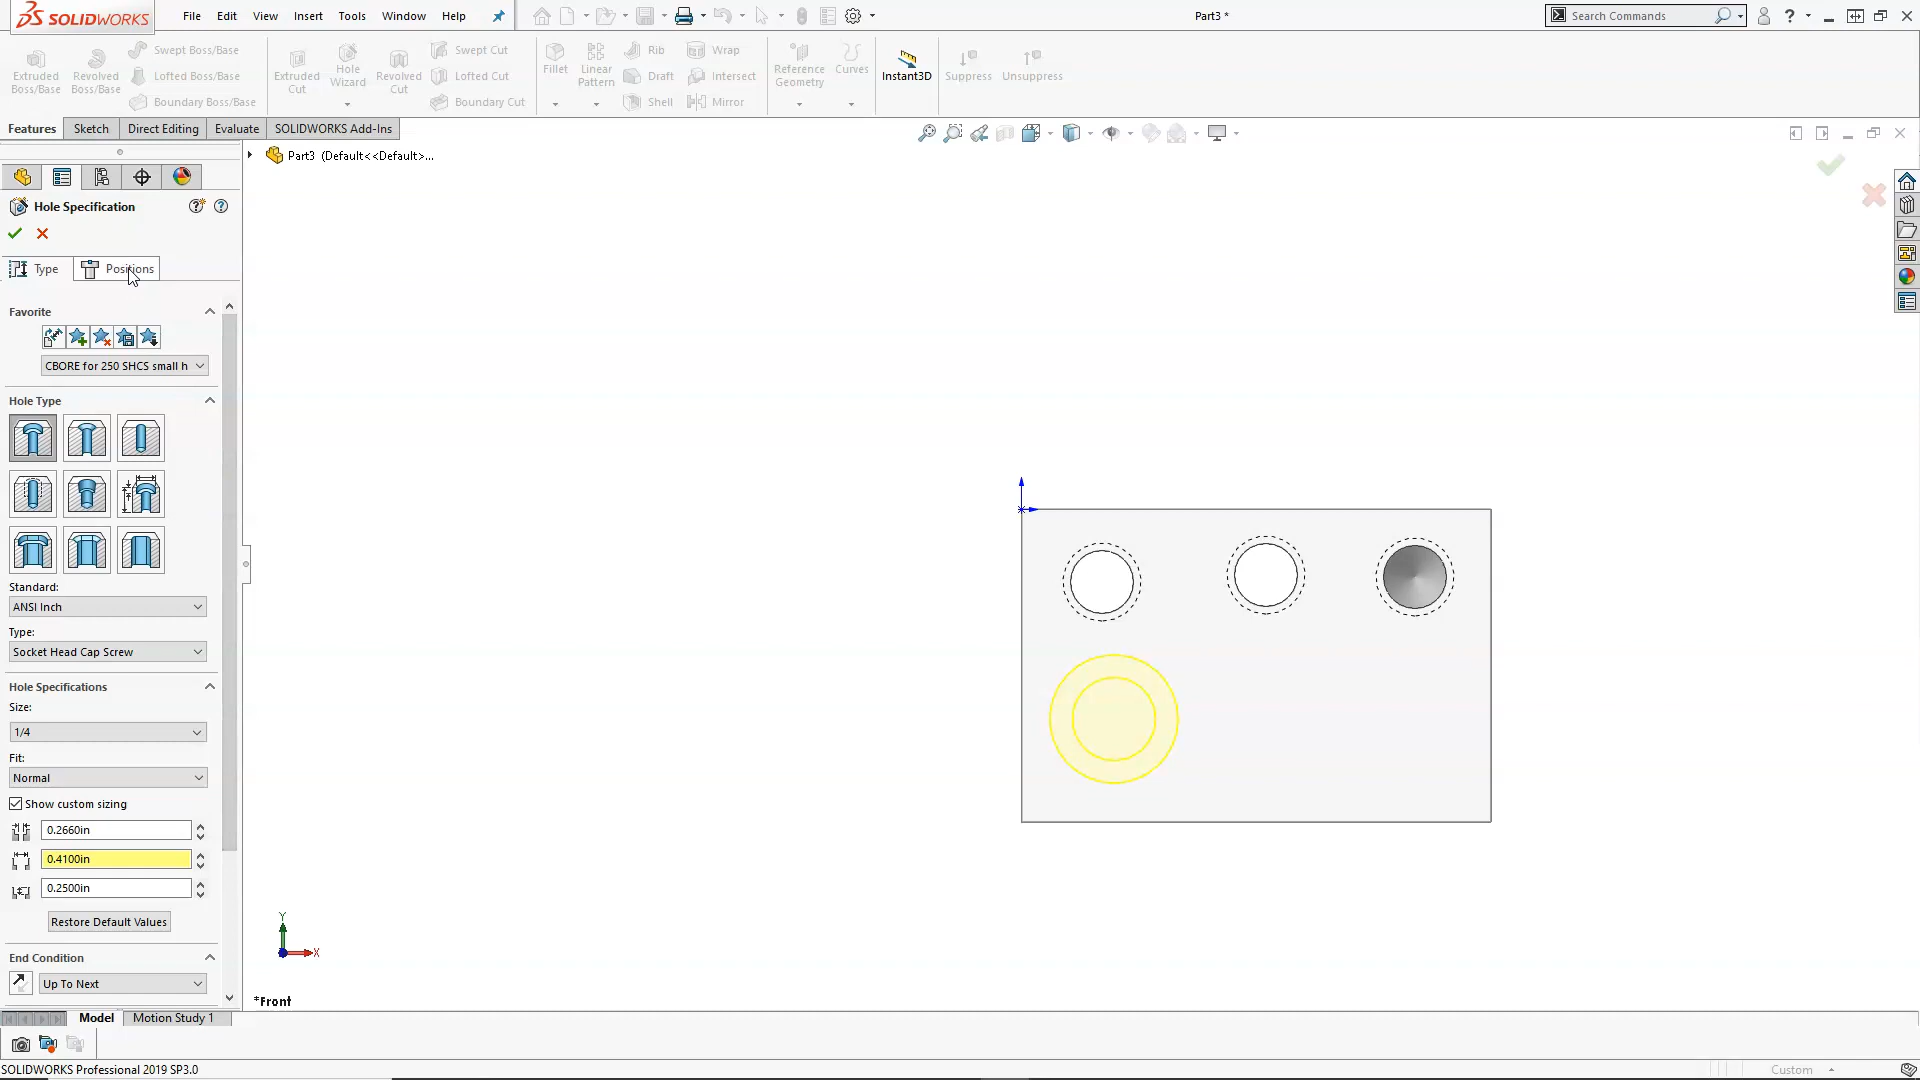 SOLIDWORKS
File Edit View Insert Tools Window Help
Part3 *
Search Commands
Extruded Boss/Base
Revolved Boss/Base
Swept Boss/Base
Lofted Boss/Base
Boundary Boss/Base
Extruded Cut
Hole Wizard
Revolved Cut
Swept Cut
Lofted Cut
Boundary Cut
Fillet
Linear Pattern
Rib
Draft
Shell
Wrap
Intersect
Mirror
Reference Geometry
Curves
Instant3D
Suppress
Unsuppress
Features Sketch Direct Editing Evaluate SOLIDWORKS Add-Ins
Part3 (Default<<Default>...
Hole Specification
Type Positions
Favorite
CBORE for 250 SHCS small h
Hole Type
Standard:
ANSI Inch
Type:
Socket Head Cap Screw
Hole Specifications
Size:
1/4
Fit:
Normal
Show custom sizing
0.2660in
0.4100in
0.2500in
Restore Default Values
End Condition
Up To Next
Y
X
*Front
Model Motion Study 1
SOLIDWORKS Professional 2019 SP3.0
Custom